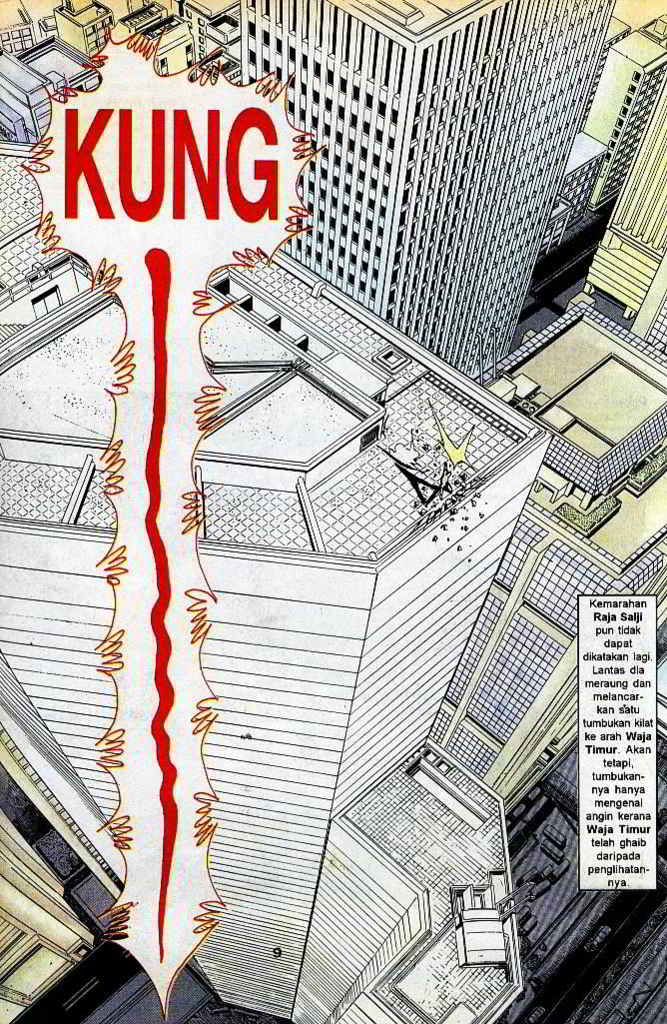 KUNG
Kemarahan
Raja Salji
pun tidak
dapat
dikatakan lagi.
Lantas dia
meraung dan
melancar-
kan satu
tumbukan kilat
ke arah Waja
Timur. Akan
tetapi,
tumbukan-
nya hanya
mengenai
angin kerana
Waja Timur
telah ghaib
daripada
penglihatan-
nya.
9